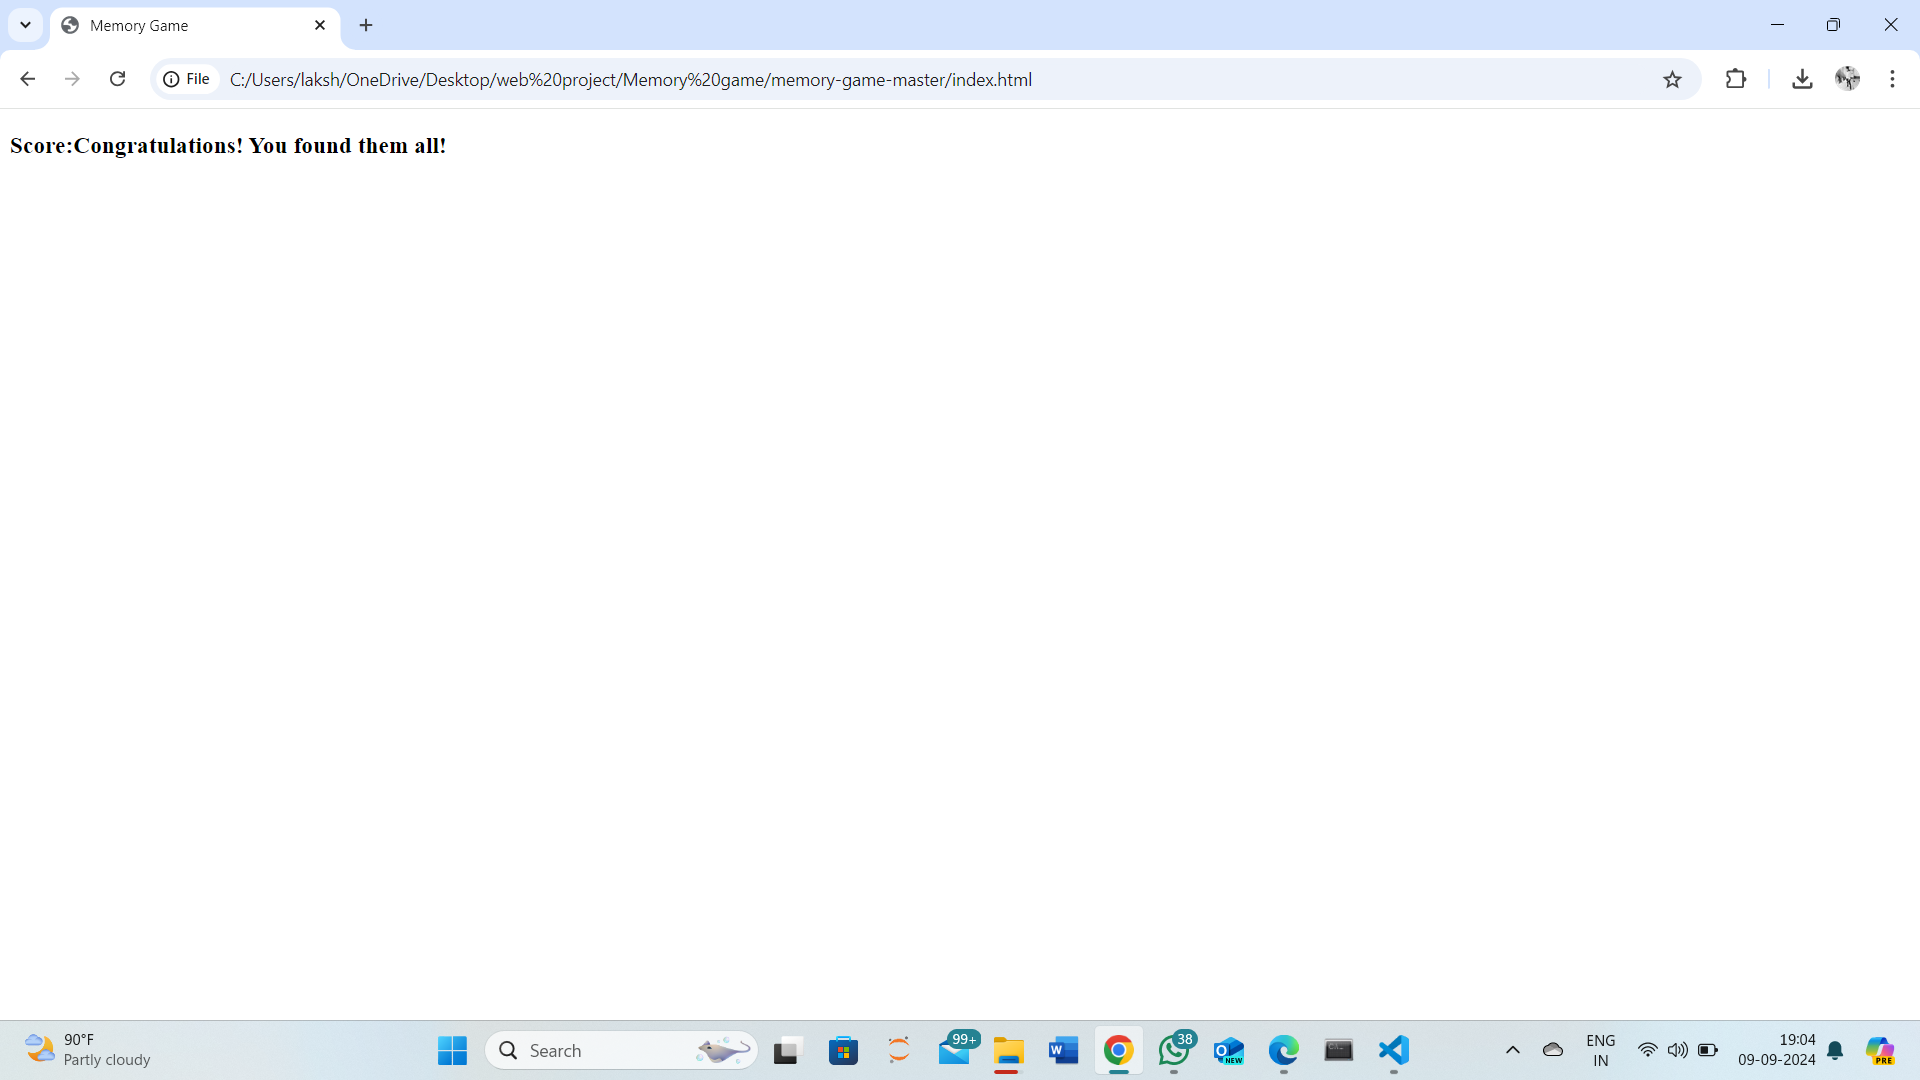 Memory Game
File
C:/Users/laksh/OneDrive/Desktop/web%20project/Memory%20game/memory-game-master/index.html
Score:Congratulations! You found them all!
90°F
Partly cloudy
Search
99+
W
38
NEW
ENG
IN
19:04
09-09-2024
PRE